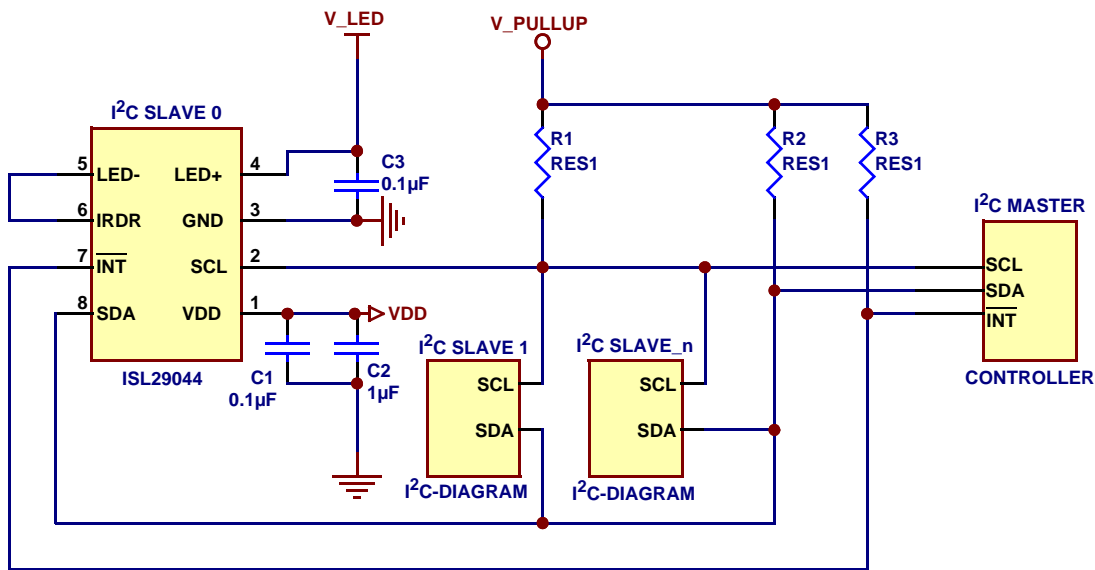 V_LED
V_PULLUP
I²C SLAVE 0
5
LED-
LED+
4
6
IRDR
GND
3
7
INT
SCL
2
8
SDA
VDD
1
ISL29044
C3
0.1µF
VDD
C1
0.1µF
C2
1µF
R1
RES1
R2
RES1
R3
RES1
I²C SLAVE 1
SCL
SDA
I²C-DIAGRAM
I²C SLAVE_n
SCL
SDA
I²C-DIAGRAM
I²C MASTER
SCL
SDA
INT
CONTROLLER